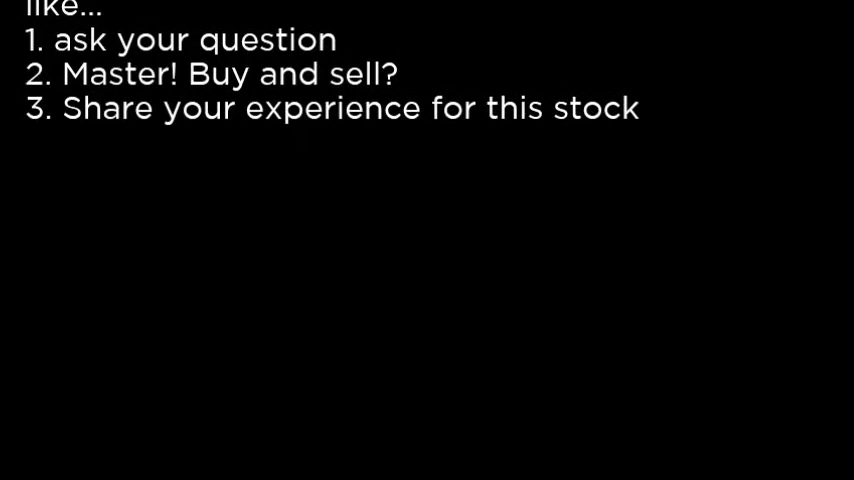 like...
1. ask your question
2. Master! Buy and sell?
3. Share your experience for this stock